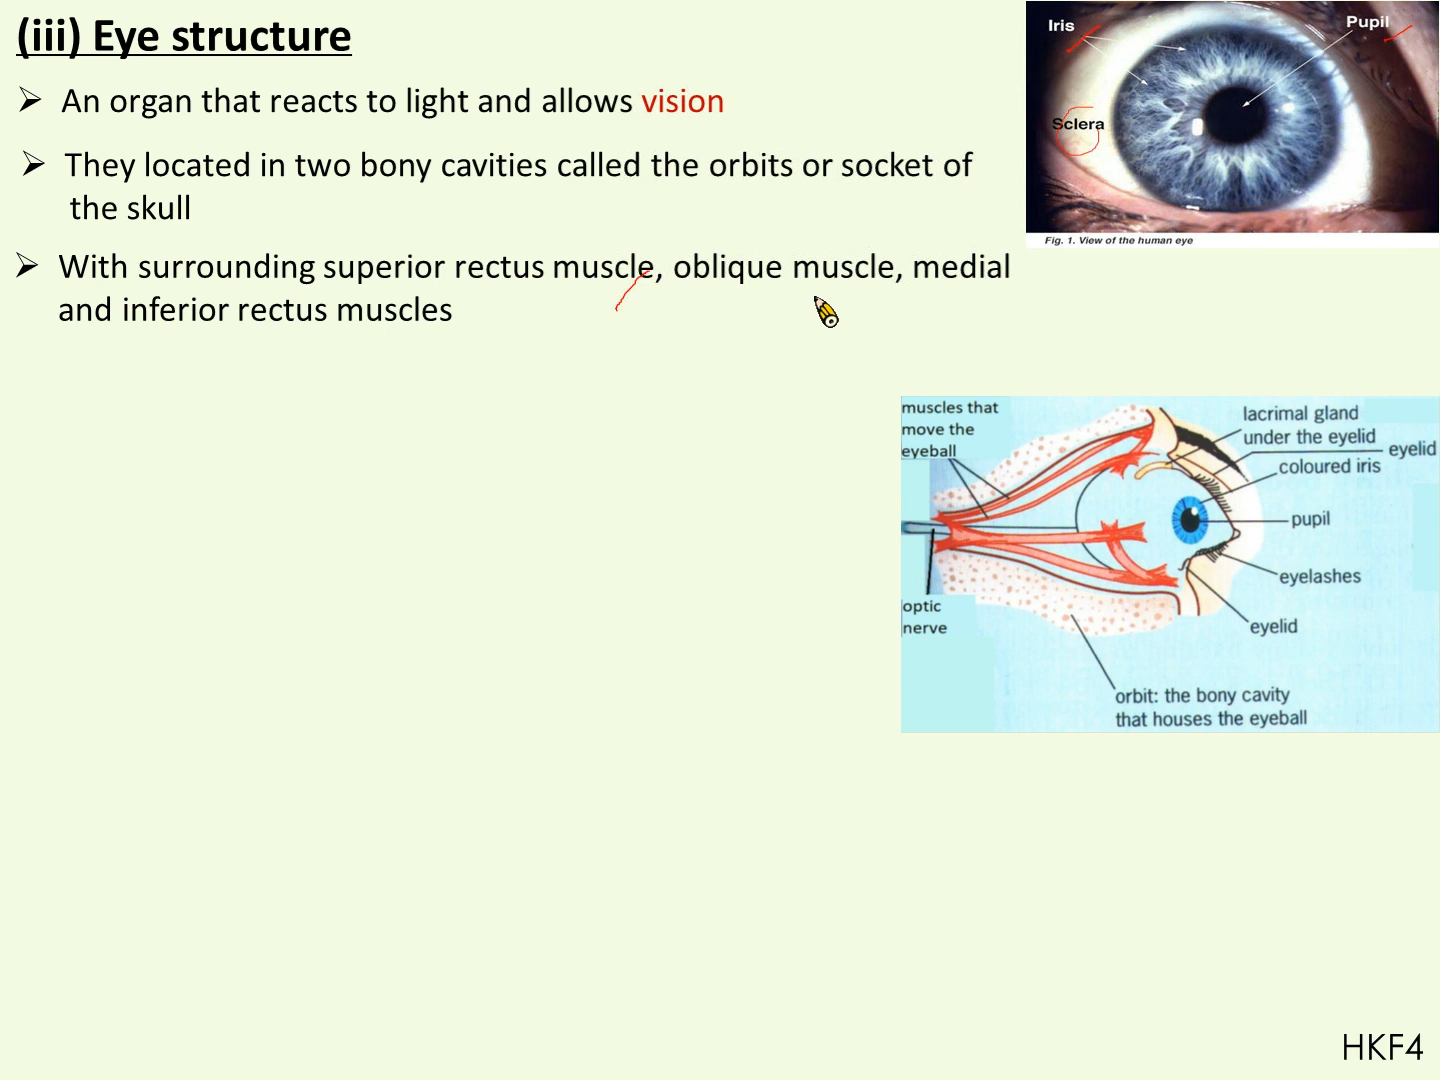 (iii) Eye structure
An organ that reacts to light and allows vision
They located in two bony cavities called the orbits or socket of
the skull
With surrounding superior rectus muscle, oblique muscle, medial
and inferior rectus muscles
Iris
Pupil
Sclera
Fig. 1. View of the human eye
muscles that
move the
eyeball
lacrimal gland
under the eyelid
eyelid
coloured iris
pupil
eyelashes
optic
nerve
eyelid
orbit: the bony cavity
that houses the eyeball
HKF4